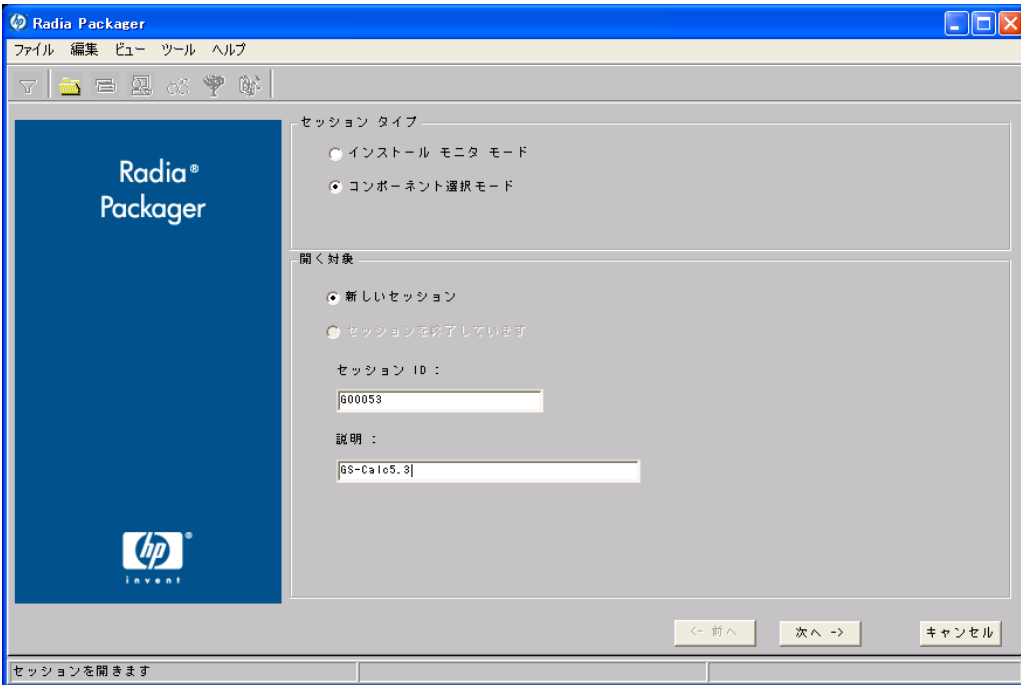 Radia Packager
ファイル 編集 ビュー ツール ヘルプ
Radia®
Packager
hp®
invent
セッション タイプ
インストール モニタ モード
コンポーネント選択モード
開く対象
新しいセッション
セッションを終了しています
セッション ID :
G00053
説明 :
GS-Calc5.3
<- 前へ
次へ ->
キャンセル
セッションを開きます